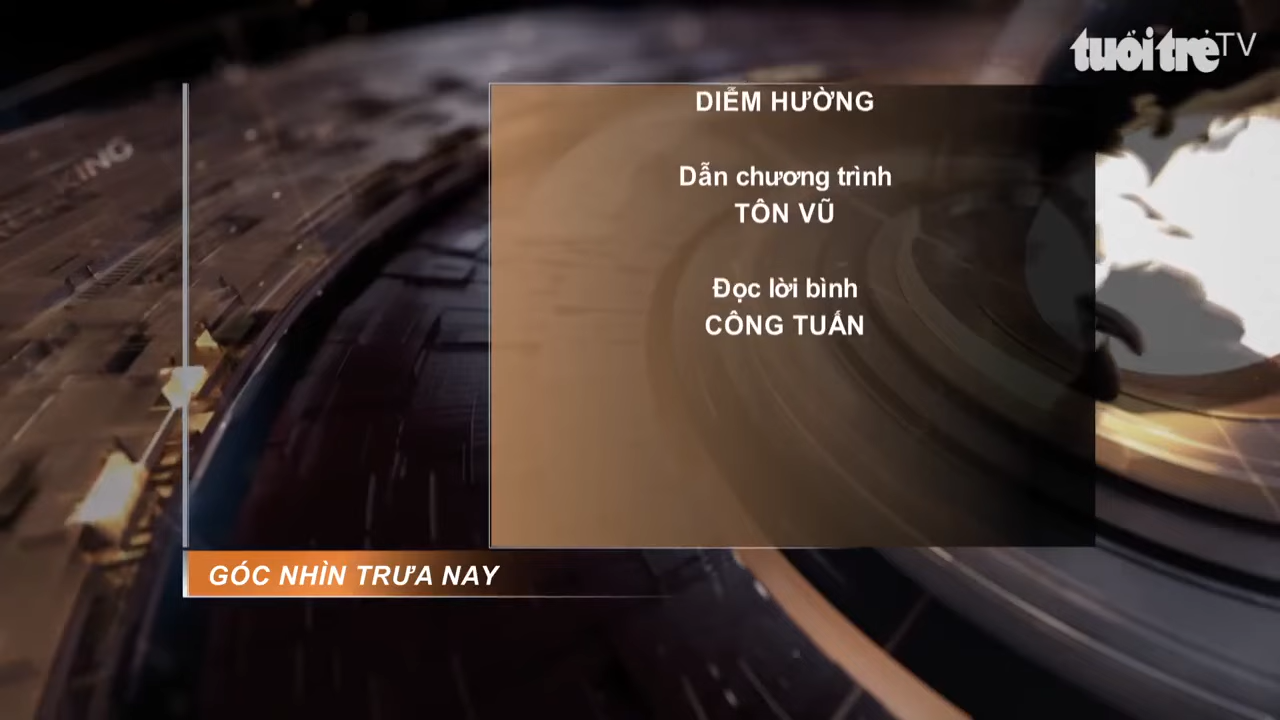 tuổi trẻ TV
DIỄM HƯỜNG
Dẫn chương trình
TÔN VŨ
Đọc lời bình
CÔNG TUẤN
GÓC NHÌN TRƯA NAY